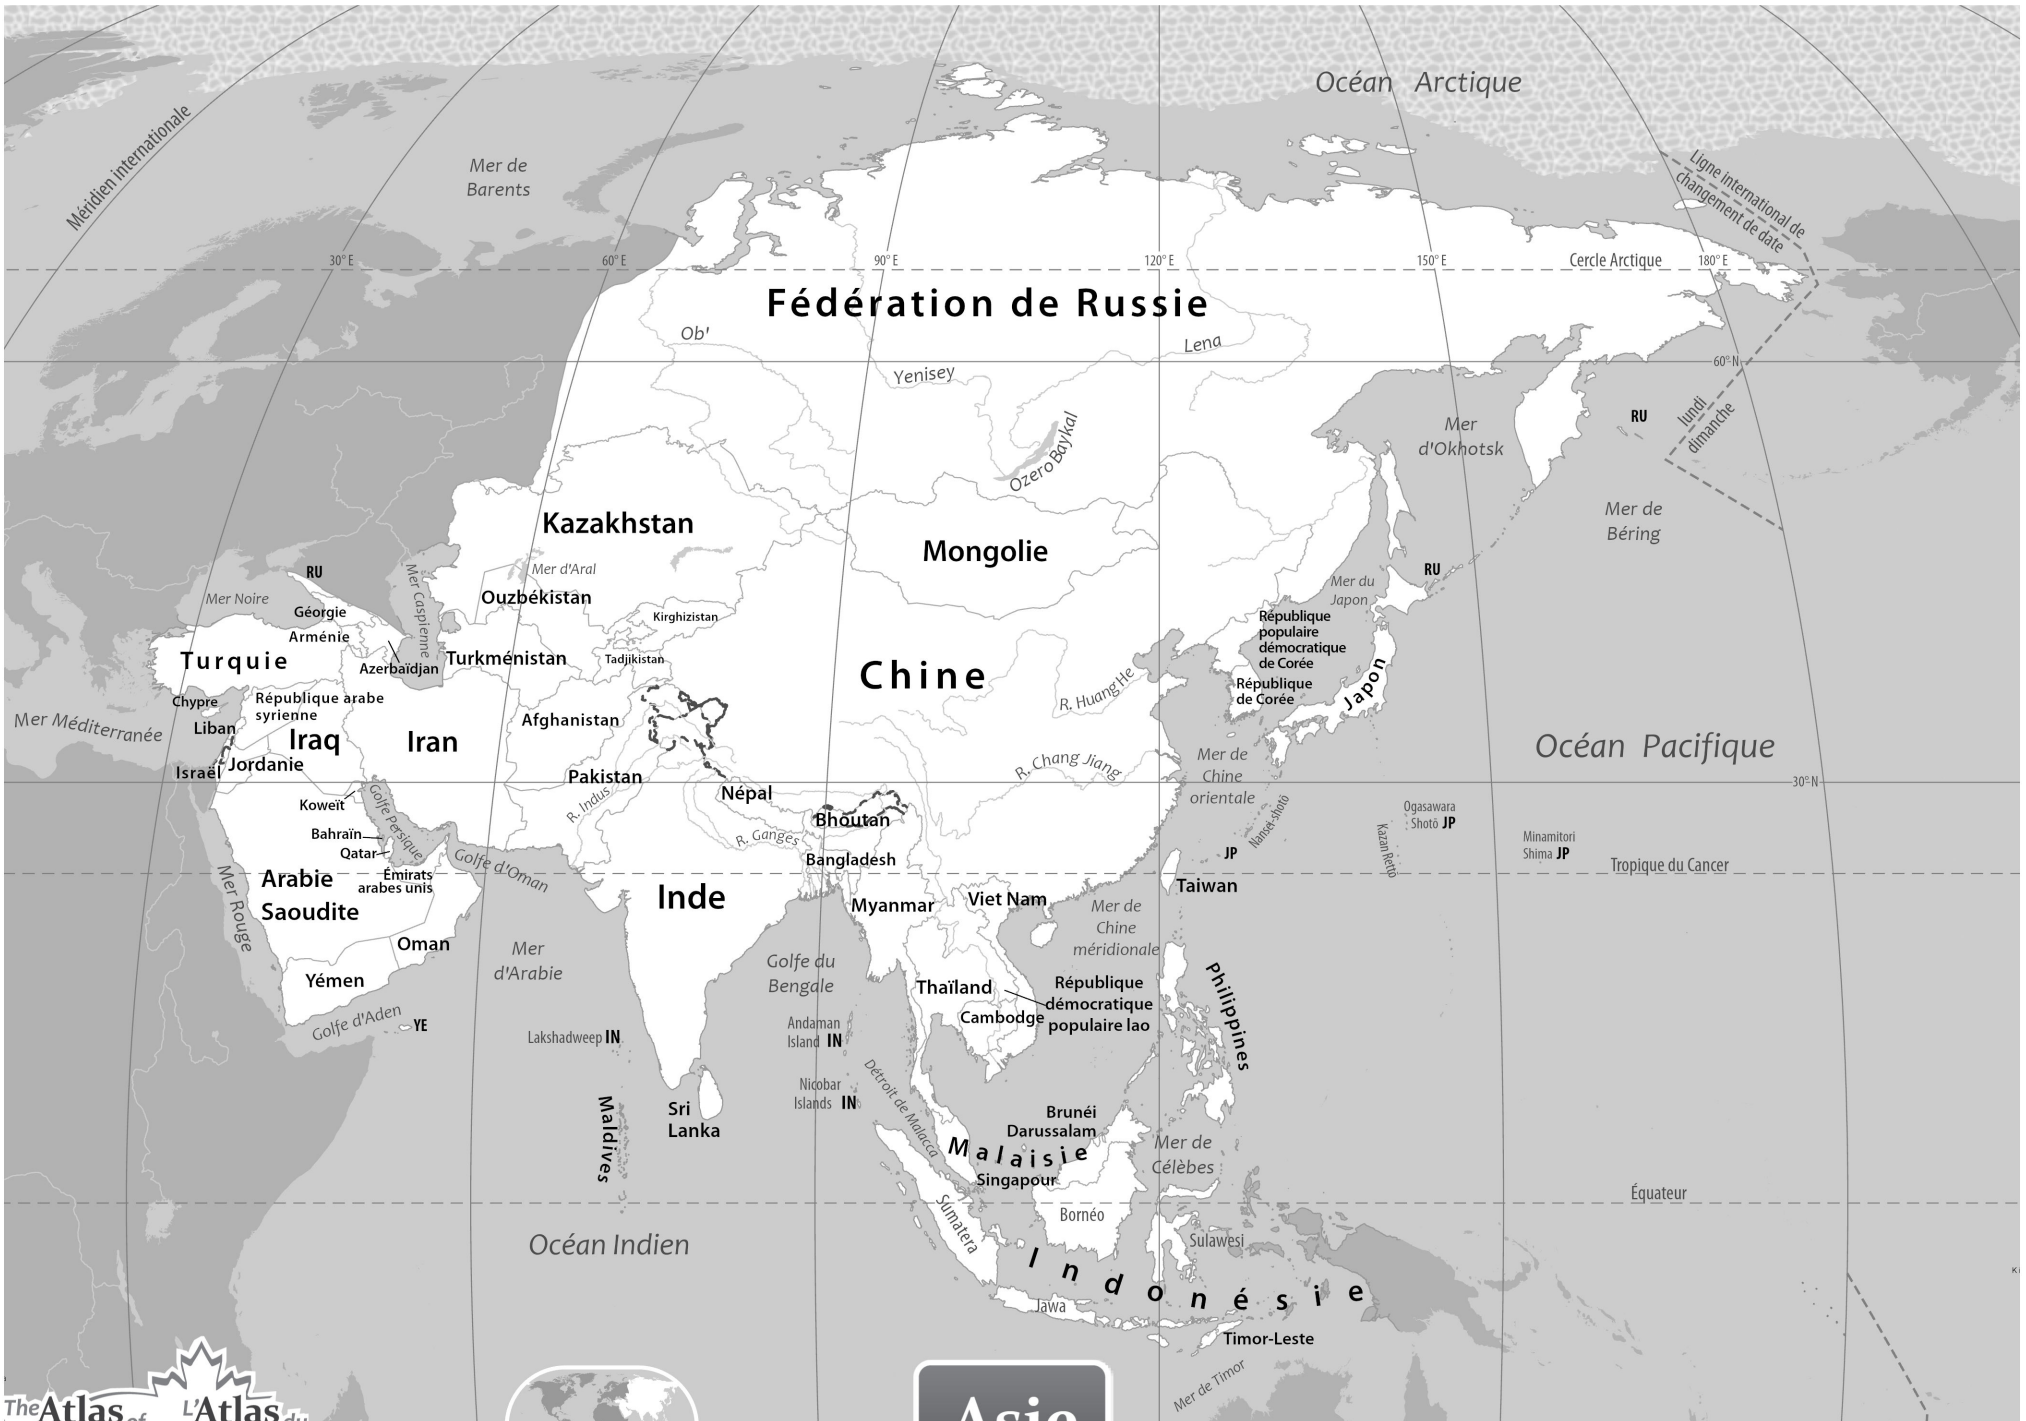 Océan Arctique
Méridien internationale
Mer de
Barents
Ligne international de
changement de date
30° E
60° E
90° E
120° E
150° E
Cercle Arctique
180° E
Fédération de Russie
Ob'
Lena
Yenisey
60° N
Ozero Baykal
Mer
d'Okhotsk
RU
lundi
dimanche
Mer de
Béring
Kazakhstan
Mongolie
Mer d'Aral
Ouzbékistan
Kirghizistan
Mer Caspienne
RU
Mer Noire
Géorgie
Arménie
Azerbaïdjan
Turquie
Turkménistan
Tadjikistan
RU
Mer du
Japon
République
populaire
démocratique
de Corée
République
de Corée
Japon
Chine
R. Huang He
Chypre
République arabe
syrienne
Mer Méditerranée
Liban
Iraq
Iran
Afghanistan
Israël
Jordanie
Pakistan
R. Indus
Népal
R. Chang Jiang
Mer de
Chine
orientale
Océan Pacifique
30° N
Koweït
Golfe Persique
Bahraïn
Qatar
Émirats
arabes unis
Golfe d'Oman
Bhoutan
R. Ganges
Bangladesh
Nansei-shotō
Ogasawara
Shotō JP
Kazan Rettō
Minamitori
Shima JP
JP
Tropique du Cancer
Arabie
Saoudite
Mer Rouge
Inde
Myanmar
Viet Nam
Taiwan
Mer de
Chine
méridionale
Oman
Yémen
Mer
d'Arabie
Golfe du
Bengale
Golfe d'Aden
YE
Thaïland
Cambodge
République
démocratique
populaire lao
Philippines
Lakshadweep IN
Andaman
Island IN
Nicobar
Islands IN
Détroit de Malacca
Maldives
Sri
Lanka
Brunéi
Darussalam
Malaisie
Singapour
Mer de
Célèbes
Équateur
Sumatera
Bornéo
Sulawesi
Océan Indien
Indonésie
Jawa
Timor-Leste
Mer de Timor
The Atlas of
L'Atlas du
Asie